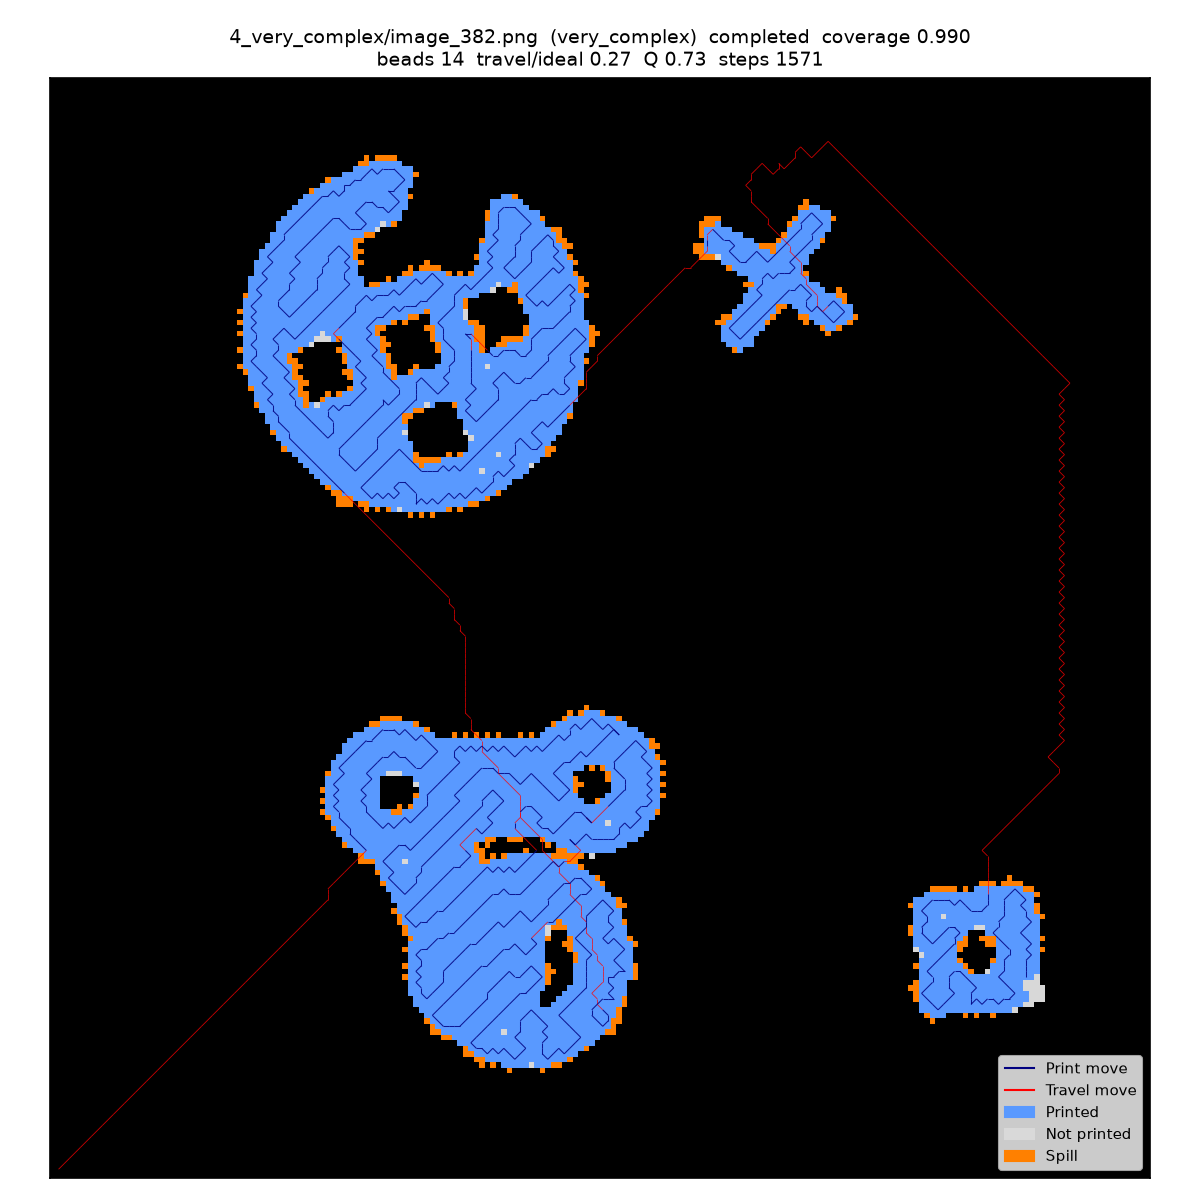 4_very_complex/image_382.png  (very_complex)  completed  coverage 0.990
beads 14  travel/ideal 0.27  Q 0.73  steps 1571
Print move
Travel move
Printed
Not printed
Spill